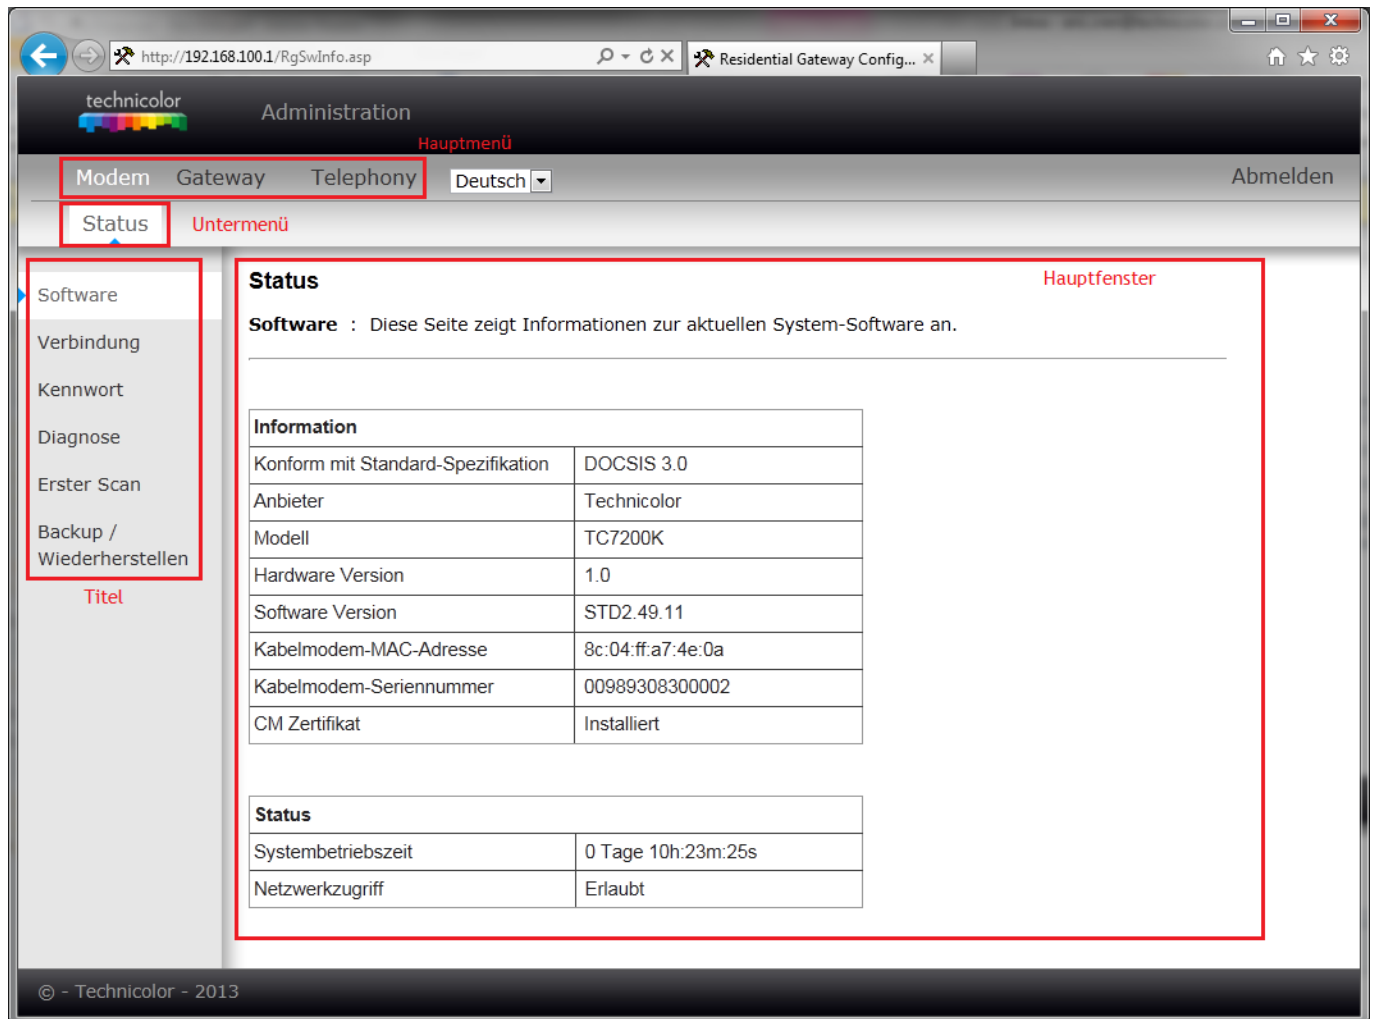 http://192.168.100.1/RgSwInfo.asp
Residential Gateway Config...
technicolor
Administration
Hauptmenü
Modem Gateway Telephony Deutsch Abmelden
Status Untermenü
Software
Verbindung
Kennwort
Diagnose
Erster Scan
Backup /
Wiederherstellen
Titel
Status Hauptfenster
Software : Diese Seite zeigt Informationen zur aktuellen System-Software an.
Information
Konform mit Standard-Spezifikation DOCSIS 3.0
Anbieter Technicolor
Modell TC7200K
Hardware Version 1.0
Software Version STD2.49.11
Kabelmodem-MAC-Adresse 8c:04:ff:a7:4e:0a
Kabelmodem-Seriennummer 00989308300002
CM Zertifikat Installiert
Status
Systembetriebszeit 0 Tage 10h:23m:25s
Netzwerkzugriff Erlaubt
© - Technicolor - 2013